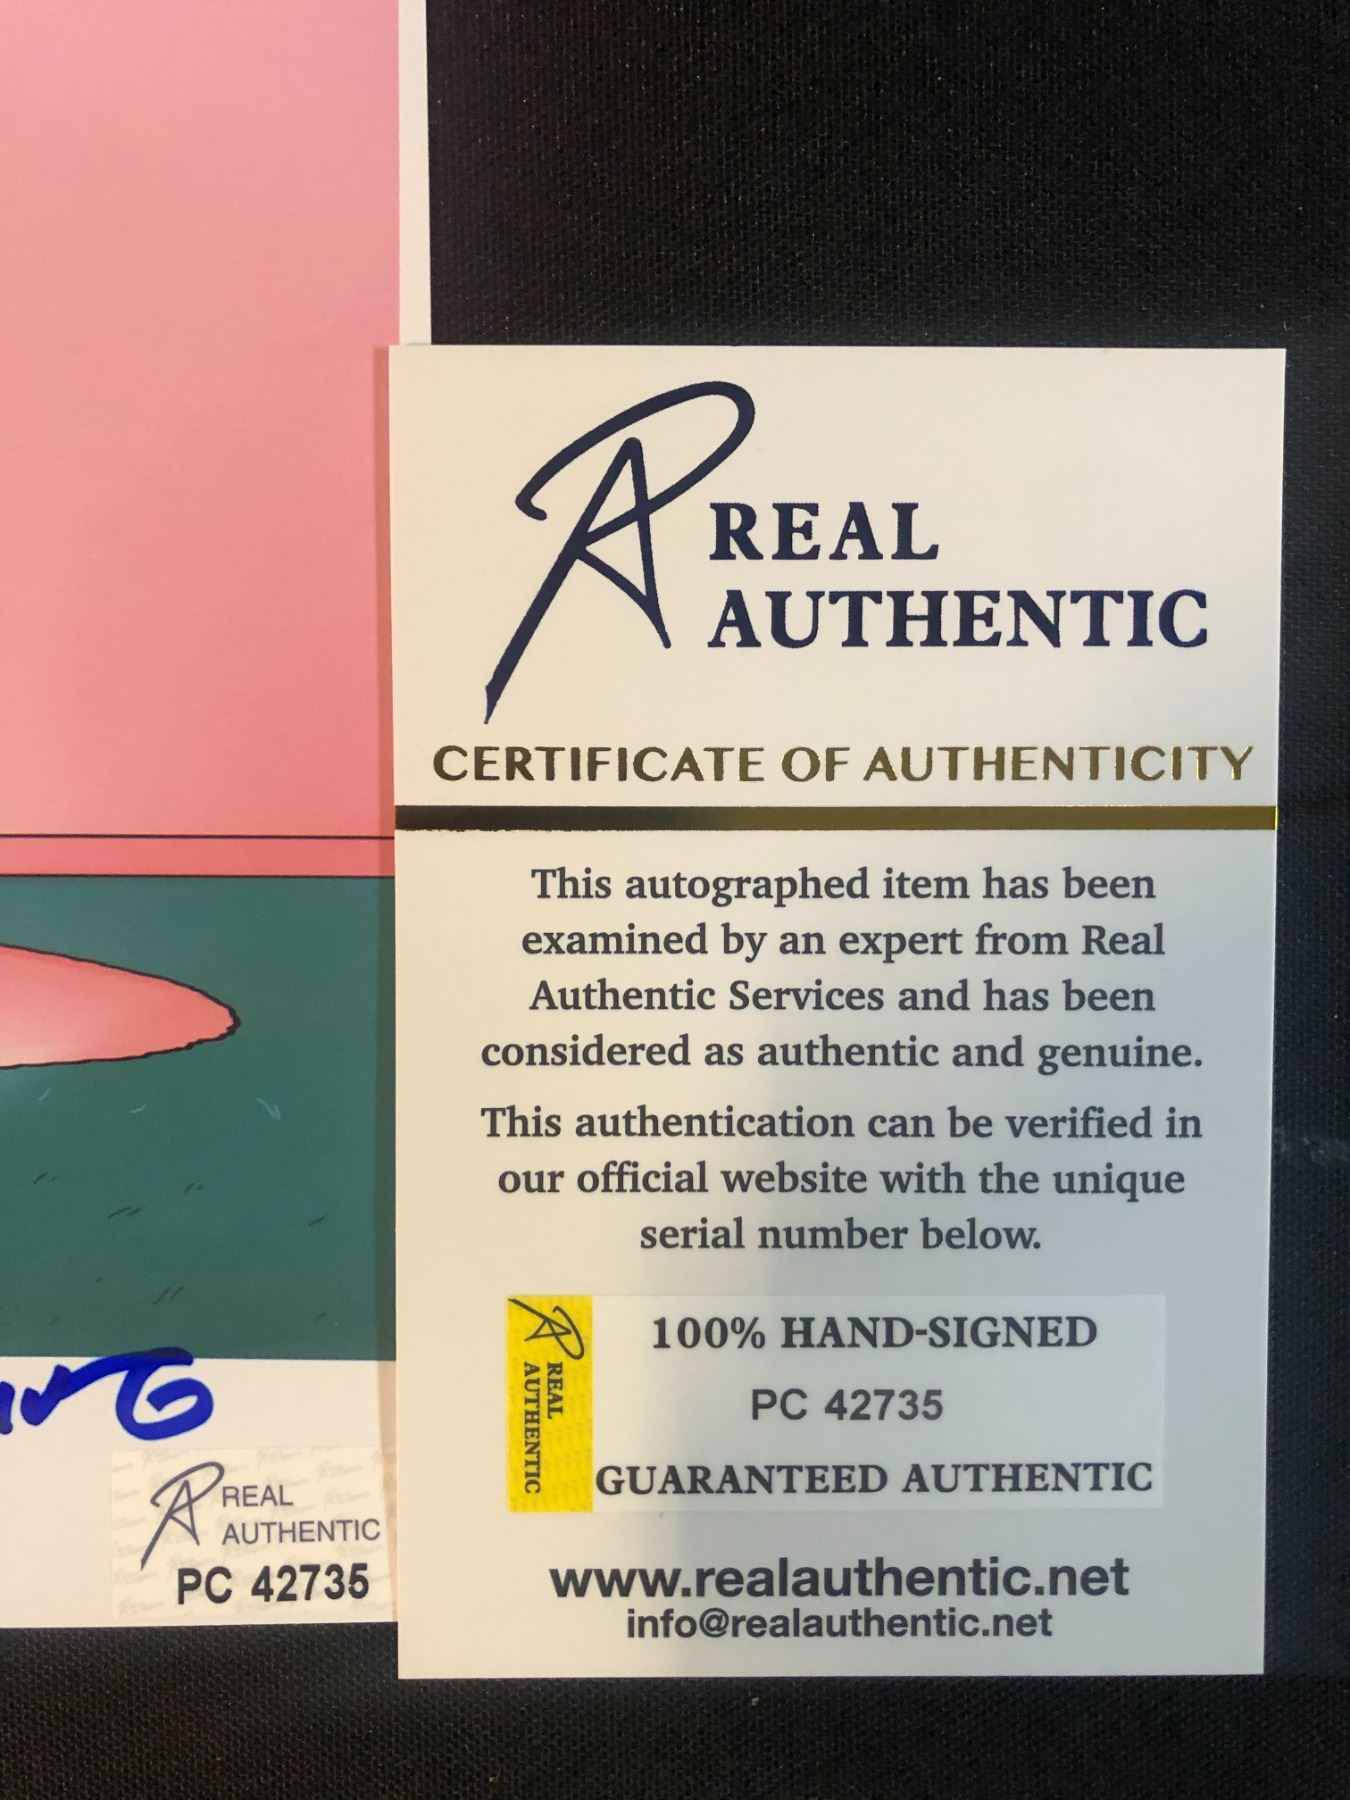 REAL
AUTHENTIC
CERTIFICATE OF AUTHENTICITY
This autographed item has been
examined by an expert from Real
Authentic Services and has been
considered as authentic and genuine.
This authentication can be verified in
our official website with the unique
serial number below.
REAL
AUTHENTIC
100% HAND-SIGNED
PC 42735
GUARANTEED AUTHENTIC
www.realauthentic.net
info@realauthentic.net
REAL
AUTHENTIC
PC 42735